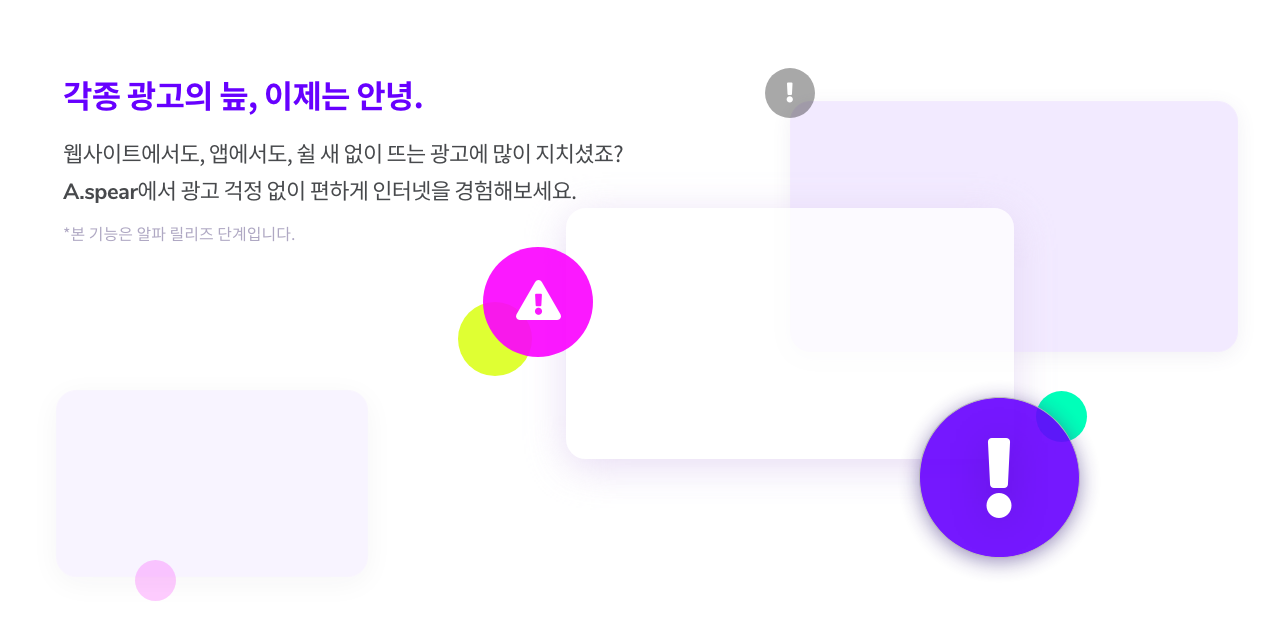 각종 광고의 늪, 이제는 안녕.
웹사이트에서도, 앱에서도, 쉴 새 없이 뜨는 광고에 많이 지치셨죠?
A.spear에서 광고 걱정 없이 편하게 인터넷을 경험해보세요.
*본 기능은 알파 릴리즈 단계입니다.